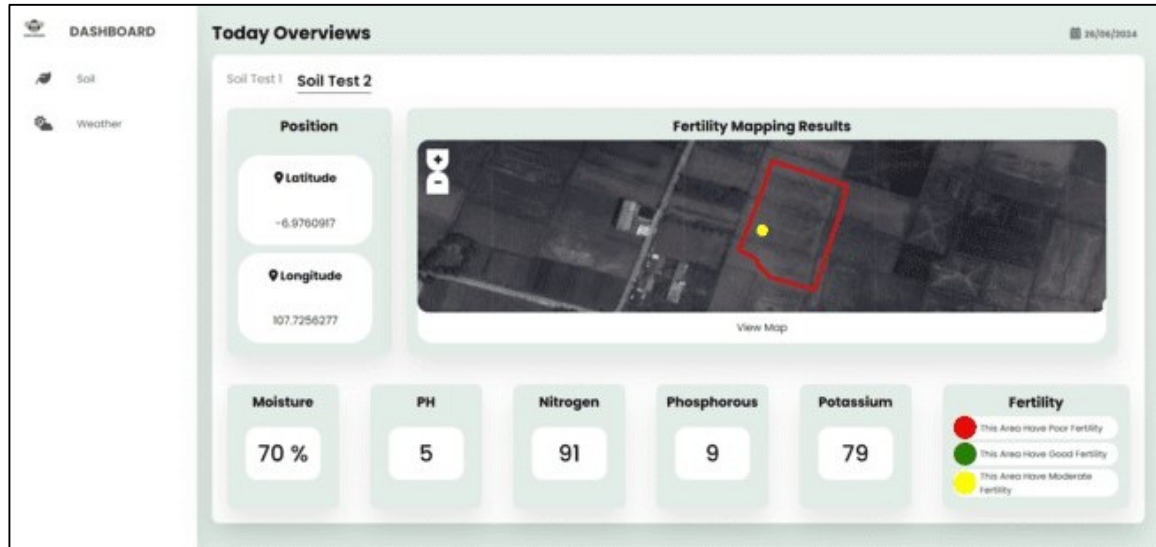 DASHBOARD
Soil
Weather
Today Overviews
26/06/2024
Soil Test 1
Soil Test 2
Position
Latitude
-6.9760917
Longitude
107.7256277
Fertility Mapping Results
+
-
View Map
Moisture
70 %
PH
5
Nitrogen
91
Phosphorous
9
Potassium
79
Fertility
This Area Have Poor Fertility
This Area Have Good Fertility
This Area Have Moderate
Fertility